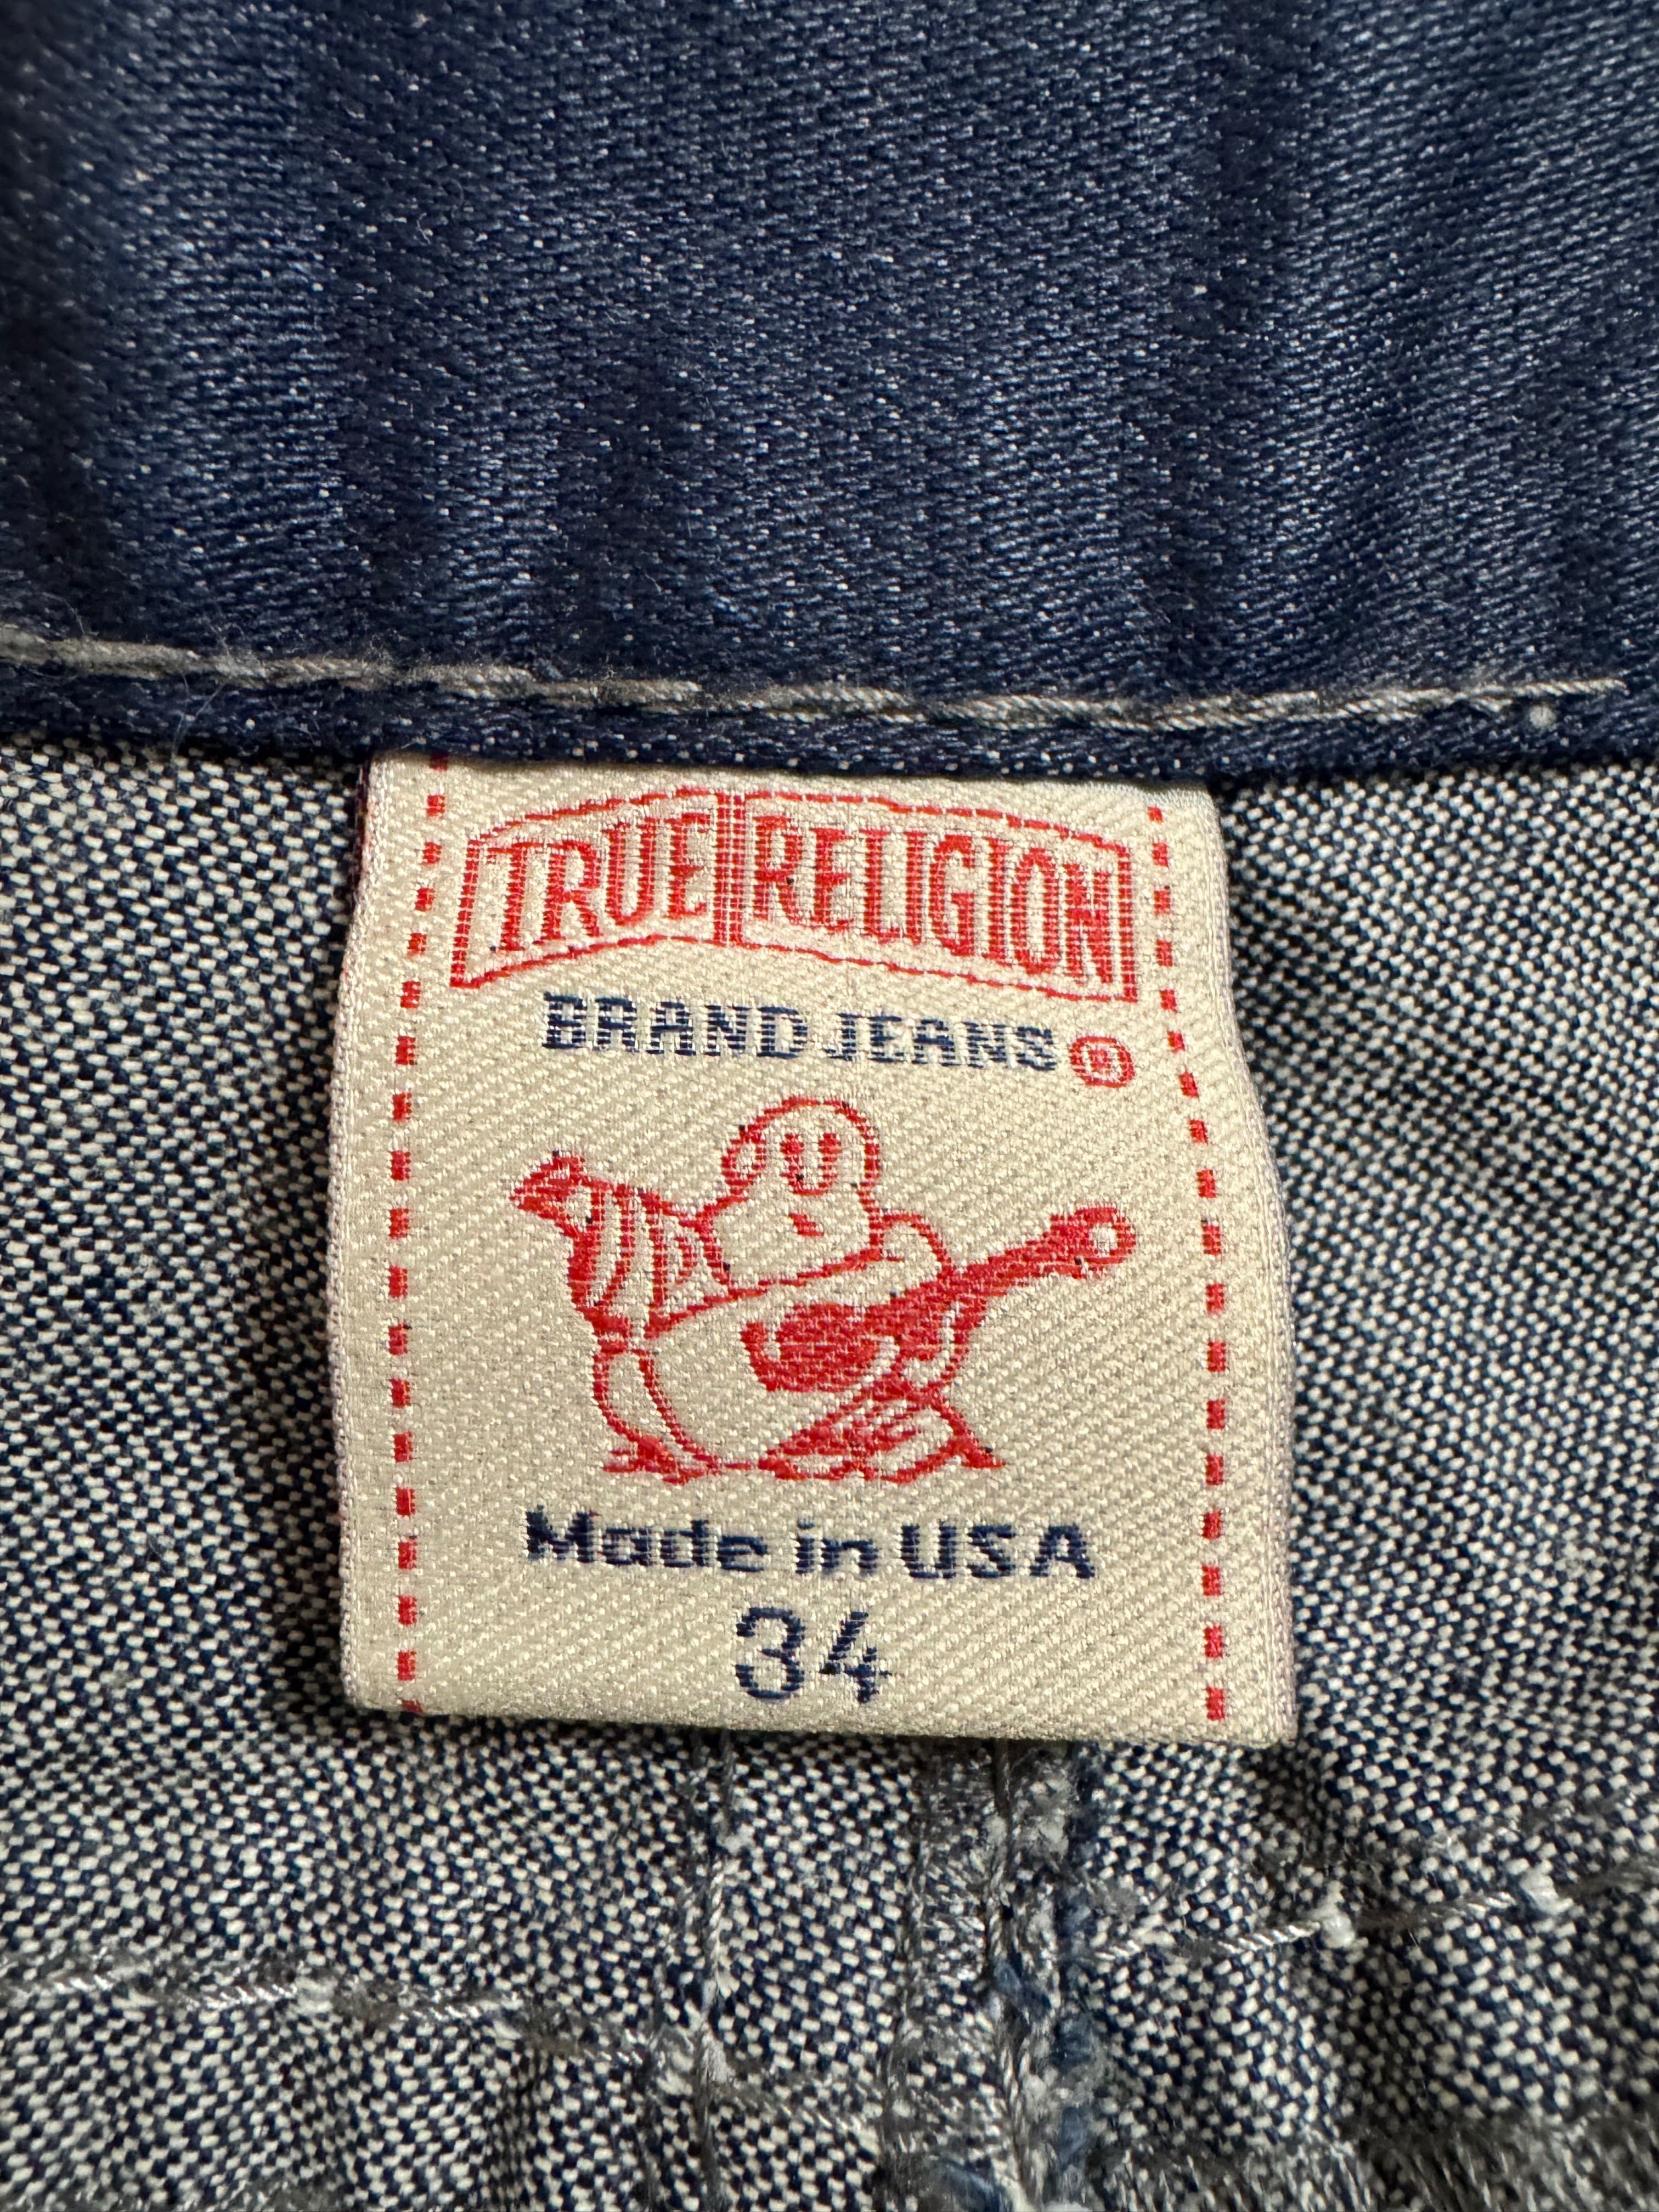 TRUE RELIGION
BRAND JEANS ®
Made in USA
34